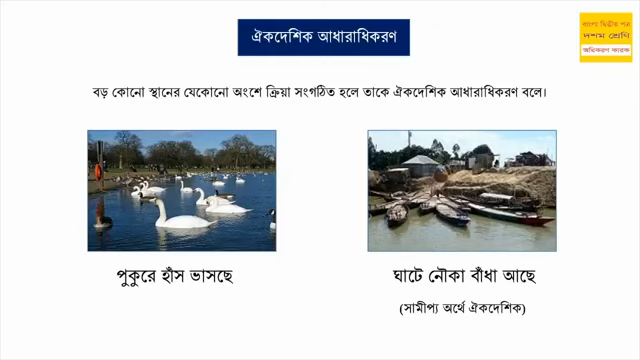 ঐকদেশিক আধারাধিকরণ
বাংলা দ্বিতীয় পত্র
দশম শ্রেণি
অধিকরণ কারক
বড় কোনো স্থানের যেকোনো অংশে ক্রিয়া সংগঠিত হলে তাকে ঐকদেশিক আধারাধিকরণ বলে।
পুকুরে হাঁস ভাসছে
ঘাটে নৌকা বাঁধা আছে
(সামীপ্য অর্থে ঐকদেশিক)